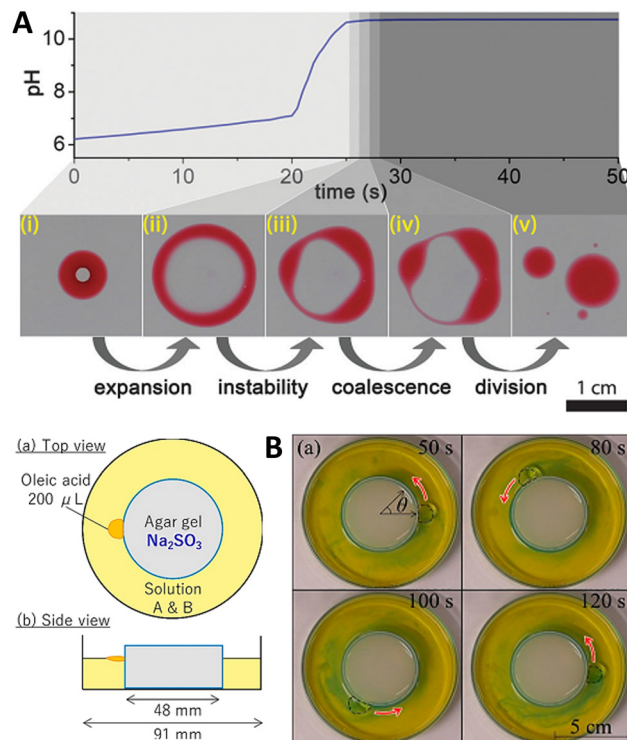 A
10
8
6
pH
0 10 20 30 40 50
time (s)
(i) (ii) (iii) (iv) (v)
expansion instability coalescence division 1 cm
(a) Top view
Oleic acid
200 μL
Agar gel
Na₂SO₃
Solution
A & B
(b) Side view
48 mm
91 mm
B
(a) 50 s 80 s
θ
100 s 120 s
5 cm